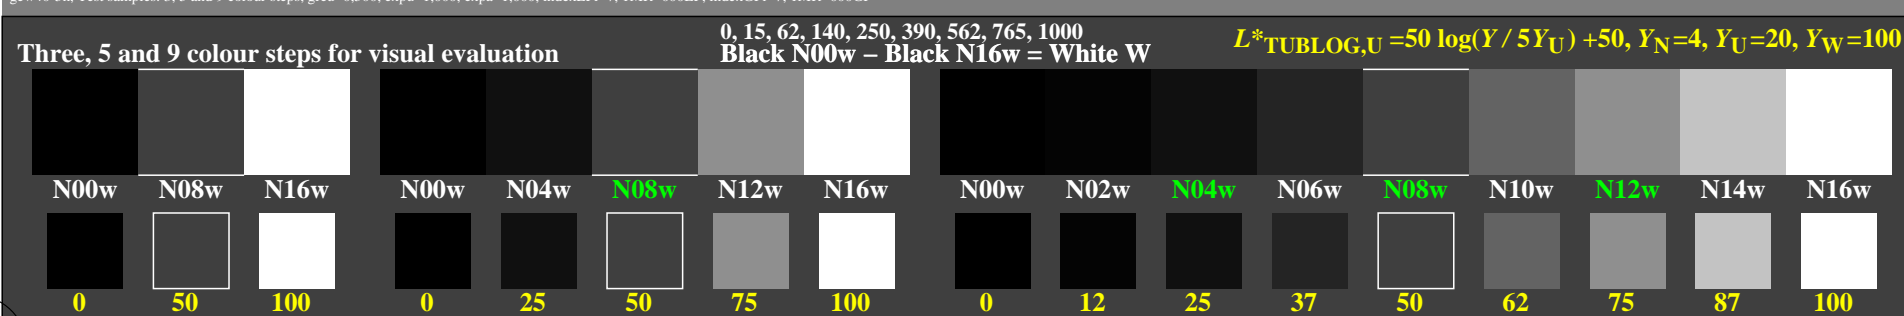 Three, 5 and 9 colour steps for visual evaluation
0, 15, 62, 140, 250, 390, 562, 765, 1000
Black N00w – Black N16w = White W
L*TUBLOG,U =50 log(Y / 5YU) +50, YN=4, YU=20, YW=100
N00w N08w N16w N00w N04w N08w N12w N16w N00w N02w N04w N06w N08w N10w N12w N14w N16w
0 50 100 0 25 50 75 100 0 12 25 37 50 62 75 87 100